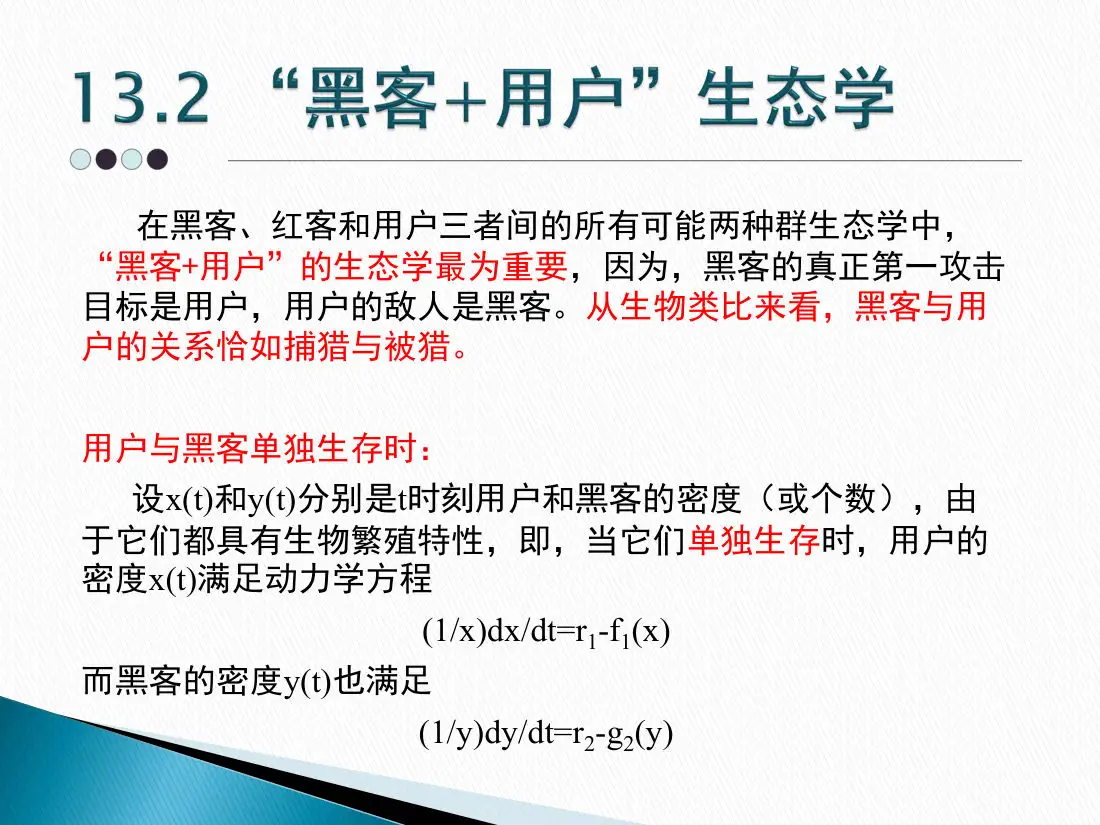 13.2 “黑客+用户”生态学
在黑客、红客和用户三者间的所有可能两种群生态学中，
“黑客+用户”的生态学最为重要，因为，黑客的真正第一攻击
目标是用户，用户的敌人是黑客。从生物类比来看，黑客与用
户的关系恰如捕猎与被猎。
用户与黑客单独生存时：
设x(t)和y(t)分别是t时刻用户和黑客的密度（或个数），由
于它们都具有生物繁殖特性，即，当它们单独生存时，用户的
密度x(t)满足动力学方程
(1/x)dx/dt=r₁-f₁(x)
而黑客的密度y(t)也满足
(1/y)dy/dt=r₂-g₂(y)